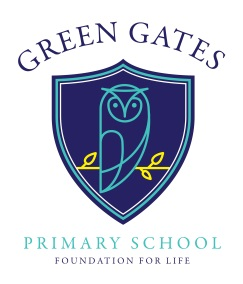 GREEN GATES
PRIMARY SCHOOL
FOUNDATION FOR LIFE